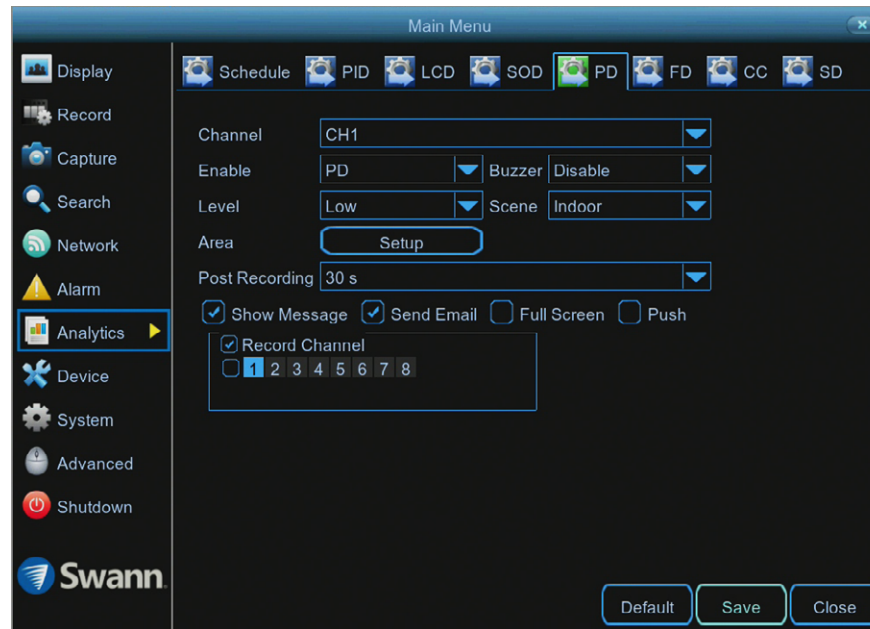 Main Menu
Display
Record
Capture
Search
Network
Alarm
Analytics
Device
System
Advanced
Shutdown
Swann
Schedule PID LCD SOD PD FD CC SD
Channel CH1
Enable PD Buzzer Disable
Level Low Scene Indoor
Area Setup
Post Recording 30 s
Show Message Send Email Full Screen Push
Record Channel
1 2 3 4 5 6 7 8
Default Save Close